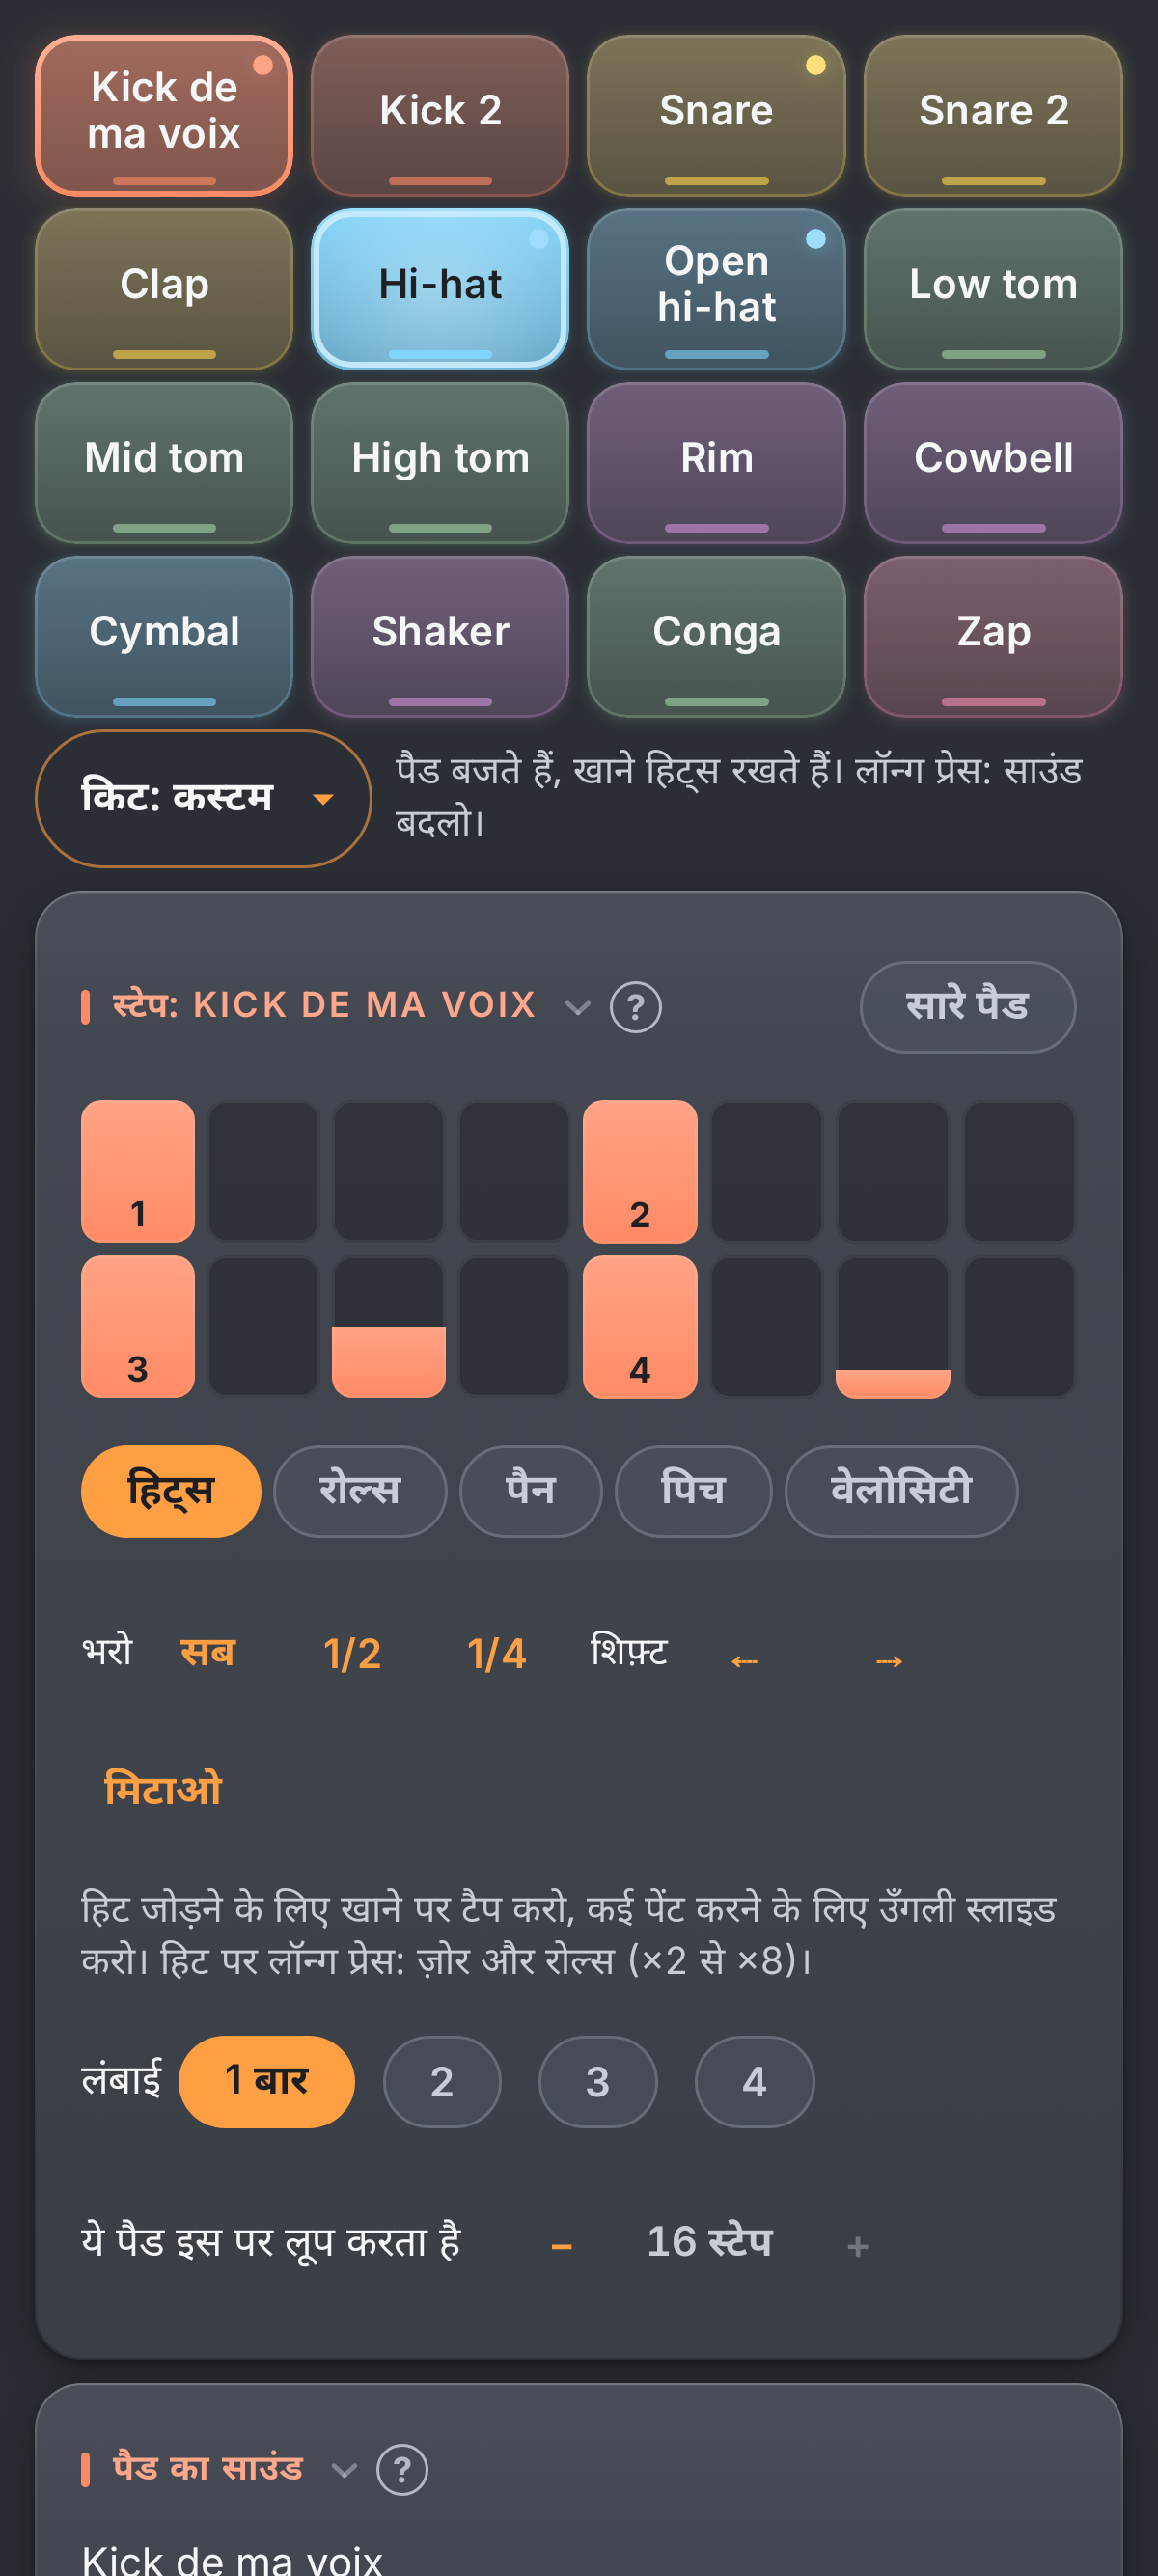 Kick de
ma voix
Kick 2
Snare
Snare 2
Clap
Hi-hat
Open
hi-hat
Low tom
Mid tom
High tom
Rim
Cowbell
Cymbal
Shaker
Conga
Zap
किट: कस्टम
पैड बजते हैं, खाने हिट्स रखते हैं। लॉन्ग प्रेस: साउंड
बदलो।
स्टेप: KICK DE MA VOIX ?
सारे पैड
1 2
3 4
हिट्स रोल्स पैन पिच वेलोसिटी
भरो सब 1/2 1/4 शिफ़्ट ← →
मिटाओ
हिट जोड़ने के लिए खाने पर टैप करो, कई पेंट करने के लिए उँगली स्लाइड
करो। हिट पर लॉन्ग प्रेस: ज़ोर और रोल्स (×2 से ×8)।
लंबाई 1 बार 2 3 4
ये पैड इस पर लूप करता है – 16 स्टेप +
पैड का साउंड ?
Kick de ma voix